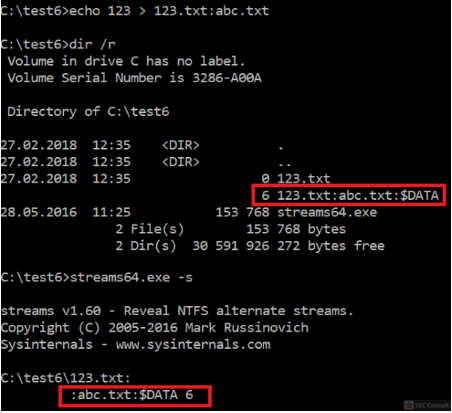 C:\test6>echo 123 > 123.txt:abc.txt
C:\test6>dir /r
Volume in drive C has no label.
Volume Serial Number is 3286-A00A
Directory of C:\test6
27.02.2018 12:35 <DIR> .
27.02.2018 12:35 <DIR> ..
27.02.2018 12:35 0 123.txt
6 123.txt:abc.txt:$DATA
28.05.2016 11:25 153 768 streams64.exe
2 File(s) 153 768 bytes
2 Dir(s) 30 591 926 272 bytes free
C:\test6>streams64.exe -s
streams v1.60 - Reveal NTFS alternate streams.
Copyright (C) 2005-2016 Mark Russinovich
Sysinternals - www.sysinternals.com
C:\test6\123.txt:
:abc.txt:$DATA 6